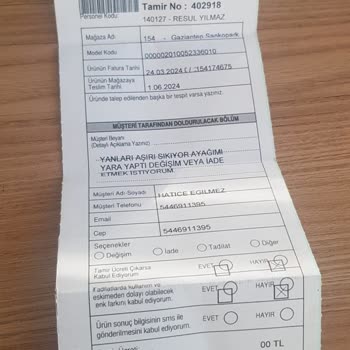 Tamir No : 402918
Personel Kodu:
140127 - RESUL YILMAZ
Mağaza Adı
154 - Gaziantep Sankopark
Model Kodu
000002010052336010
Ürünün Fatura Tarihi
24.03.2024 / / :154174675
Ürünün Mağazaya
Teslim Tarihi
1.06.2024
Üründe talep edilenden başka bir tespit varsa yazınız.
MÜŞTERİ TARAFINDAN DOLDURULACAK BÖLÜM
Müşteri Beyanı
(Detaylı Açıklama Yazınız)
YANLARI AŞIRI SIKIYOR AYAĞIMI
YARA YAPTI DEĞİŞİM VEYA İADE
ETMEK İSTİYORUM
Müşteri Adı-Soyadı
HATİCE EGILMEZ
Müşteri Telefonu
5446911395
Email
Cep
5446911395
Seçenekler
Değişim
İade
Tadilat
Diğer
Tamir Ücreti Çıkarsa
Kabul Ediyorum
EVET
HAYIR
Tadilatlarda kullanım ve
eskimeden dolayı olabilecek
renk farkını kabul ediyorum.
EVET
HAYIR
Ürün sonuç bilgisinin sms ile
gönderilmesini kabul ediyorum.
EVET
HAYIR
00 TL